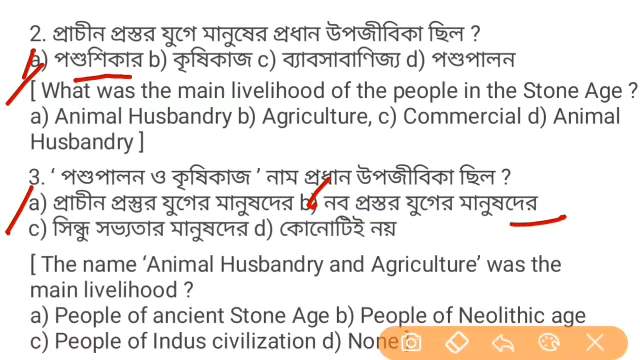 2. প্রাচীন প্রস্তর যুগে মানুষের প্রধান উপজীবিকা ছিল ?
a) পশুশিকার b) কৃষিকাজ c) ব্যাবসাবাণিজ্য d) পশুপালন
[ What was the main livelihood of the people in the Stone Age ?
a) Animal Husbandry b) Agriculture, c) Commercial d) Animal
Husbandry ]
3. ‘ পশুপালন ও কৃষিকাজ ’ নাম প্রধান উপজীবিকা ছিল ?
a) প্রাচীন প্রস্তুর যুগের মানুষদের b) নব প্রস্তর যুগের মানুষদের
c) সিন্ধু সভ্যতার মানুষদের d) কোনোটিই নয়
[ The name ‘Animal Husbandry and Agriculture’ was the
main livelihood ?
a) People of ancient Stone Age b) People of Neolithic age
c) People of Indus civilization d) None ]